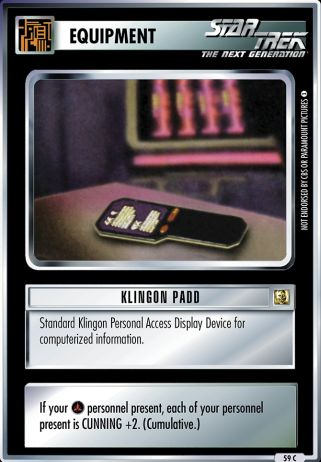 EQUIPMENT
STAR TREK
THE NEXT GENERATION
NOT ENDORSED BY CBS OR PARAMOUNT PICTURES
KLINGON PADD
Standard Klingon Personal Access Display Device for
computerized information.
If your personnel present, each of your personnel
present is CUNNING +2. (Cumulative.)
59 C